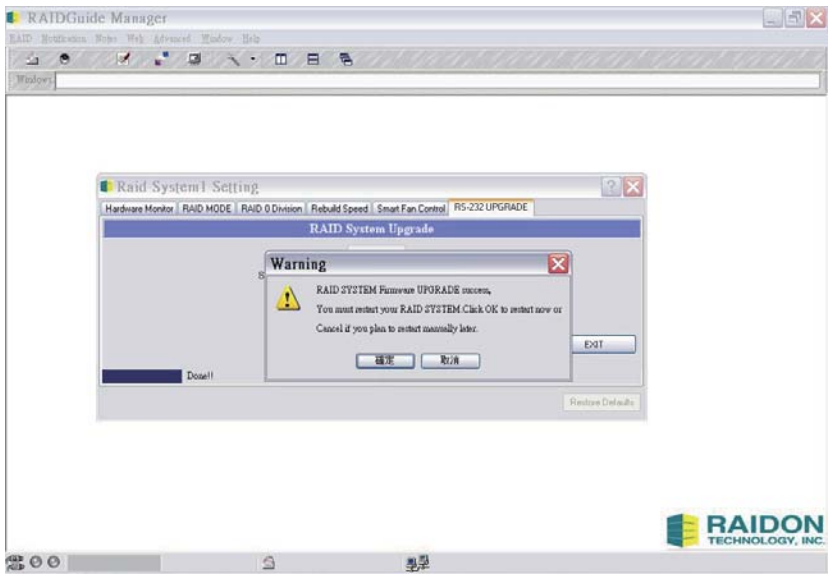 RAIDGuide Manager
RAID Notification Notes Web Advanced Window Help
Windows:
Raid System1 Setting
Hardware Monitor RAID MODE RAID 0 Division Rebuild Speed Smart Fan Control RS-232 UPGRADE
RAID System Upgrade
S
Warning
RAID SYSTEM Firmware UPGRADE success,
You must restart your RAID SYSTEM.Click OK to restart now or
Cancel if you plan to restart manually later.
確定 取消
EXIT
Done!!
Restore Defaults
RAIDON
TECHNOLOGY, INC.